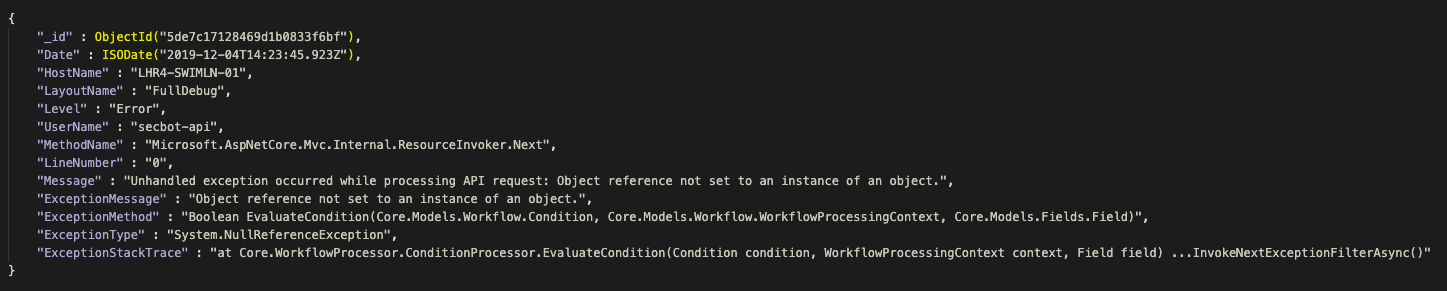 {
"_id" : ObjectId("5de7c17128469d1b0833f6bf"),
"Date" : ISODate("2019-12-04T14:23:45.923Z"),
"HostName" : "LHR4-SWIMLN-01",
"LayoutName" : "FullDebug",
"Level" : "Error",
"UserName" : "secbot-api",
"MethodName" : "Microsoft.AspNetCore.Mvc.Internal.ResourceInvoker.Next",
"LineNumber" : "0",
"Message" : "Unhandled exception occurred while processing API request: Object reference not set to an instance of an object.",
"ExceptionMessage" : "Object reference not set to an instance of an object.",
"ExceptionMethod" : "Boolean EvaluateCondition(Core.Models.Workflow.Condition, Core.Models.Workflow.WorkflowProcessingContext, Core.Models.Fields.Field)",
"ExceptionType" : "System.NullReferenceException",
"ExceptionStackTrace" : "at Core.WorkflowProcessor.ConditionProcessor.EvaluateCondition(Condition condition, WorkflowProcessingContext context, Field field) ...InvokeNextExceptionFilterAsync()"
}